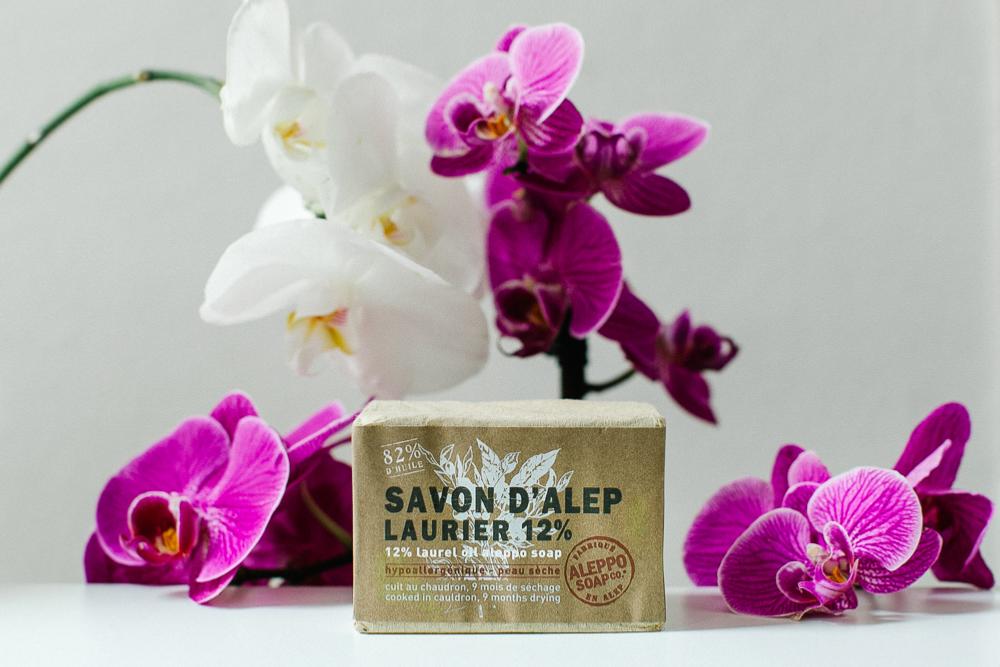 82%
D'HUILE
SAVON D'ALEP
LAURIER 12%
12% laurel oil aleppo soap
hypoallergénique - peau sèche
cuit au chaudron, 9 mois de séchage
cooked in cauldron, 9 months drying
FABRIQUÉ
ALEPPO
SOAP CO.
EN ALEP